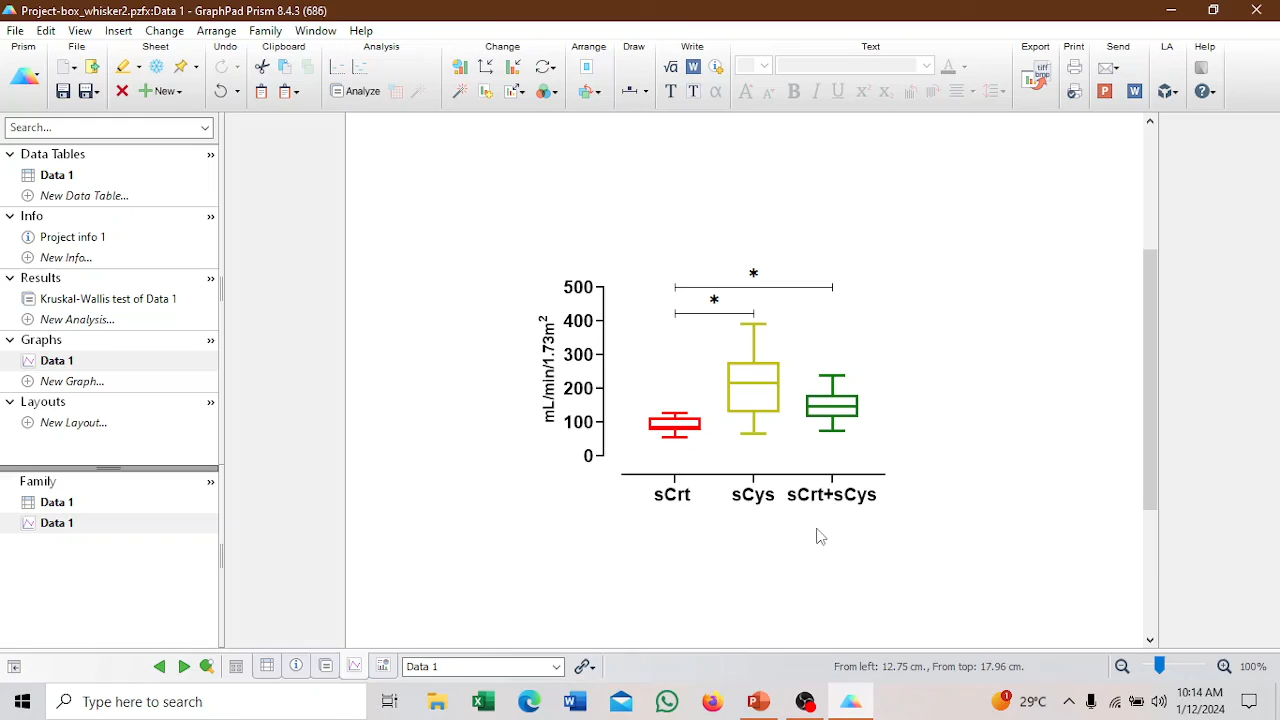 Project-box_whisker2.pzfx:Data 1 - GraphPad Prism 8.4.3 (686)
File Edit View Insert Change Arrange Family Window Help
Prism File Sheet Undo Clipboard Analysis Change Arrange Draw Write Text Export Print Send LA Help
New Analyze
tiff
bmp
Search...
Data Tables
Data 1
New Data Table...
Info
Project info 1
New Info...
Results
Kruskal-Wallis test of Data 1
New Analysis...
Graphs
Data 1
New Graph...
Layouts
New Layout...
Family
Data 1
Data 1
*
*
500
400
300
200
100
0
mL/min/1.73m²
sCrt sCys sCrt+sCys
Data 1
From left: 12.75 cm., From top: 17.96 cm.
100%
Type here to search
1
29°C
10:14 AM
1/12/2024